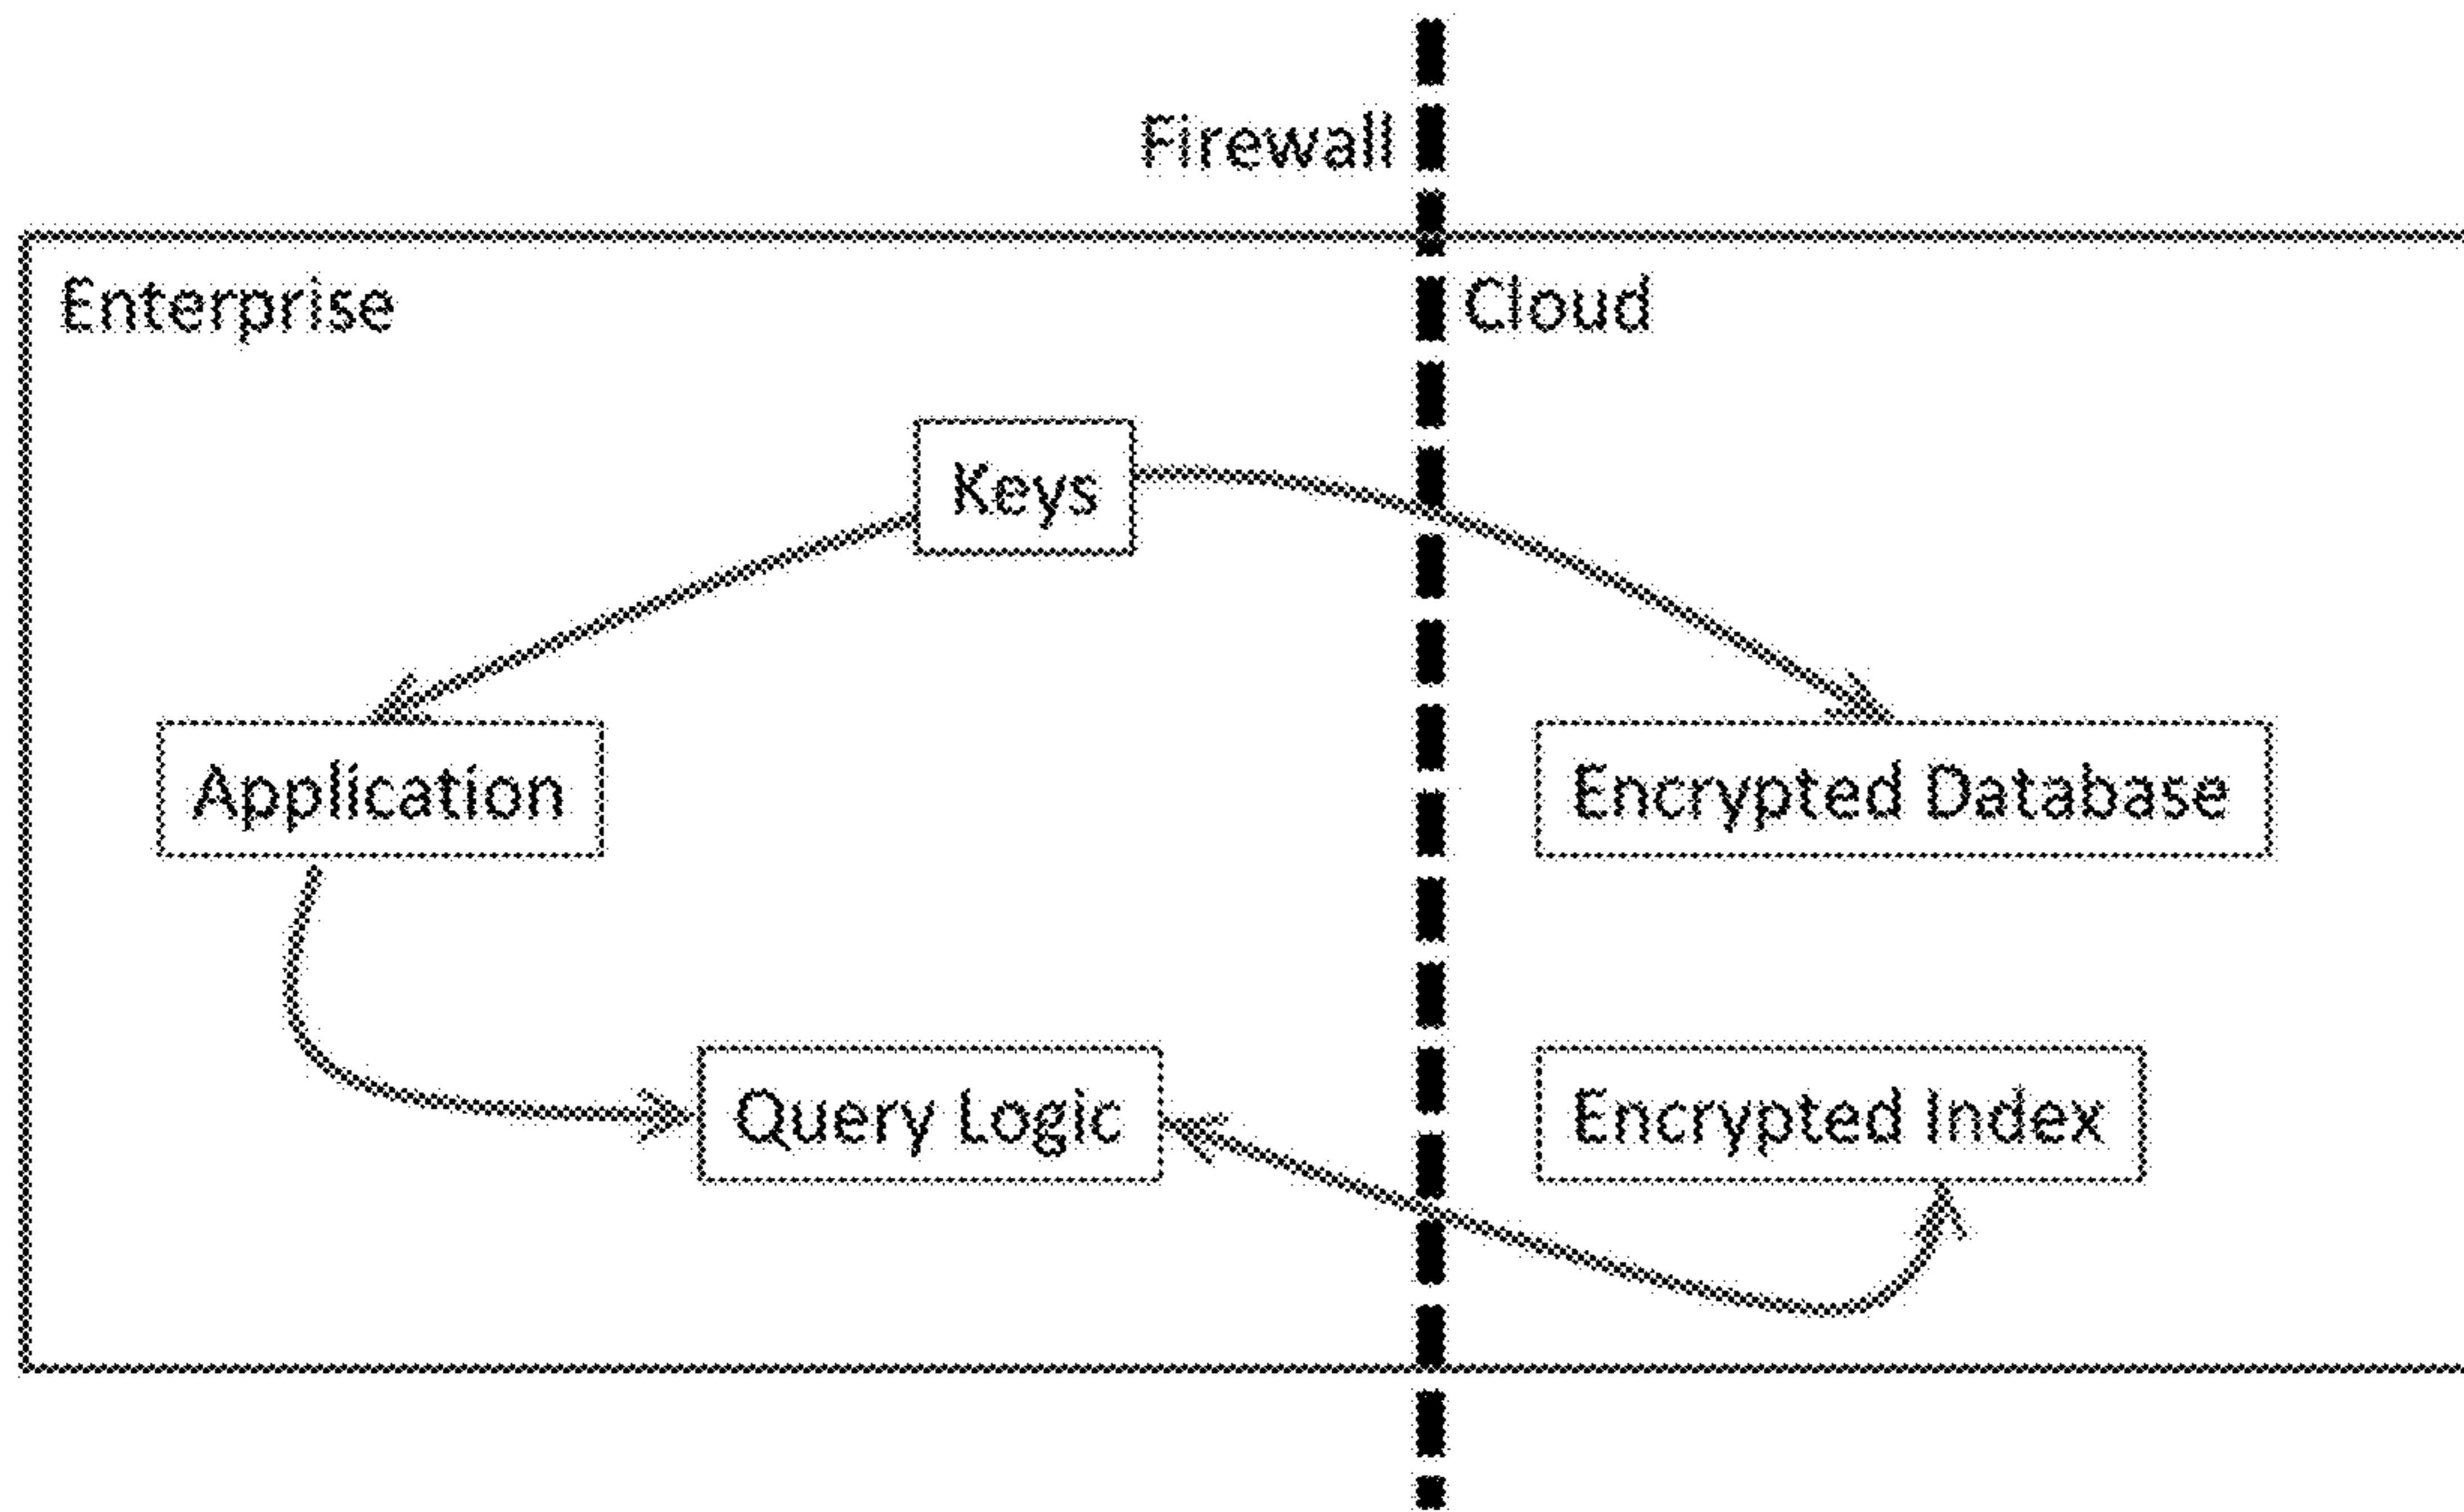 Firewall
Enterprise
Cloud
Keys
Application
Encrypted Database
Query Logic
Encrypted Index